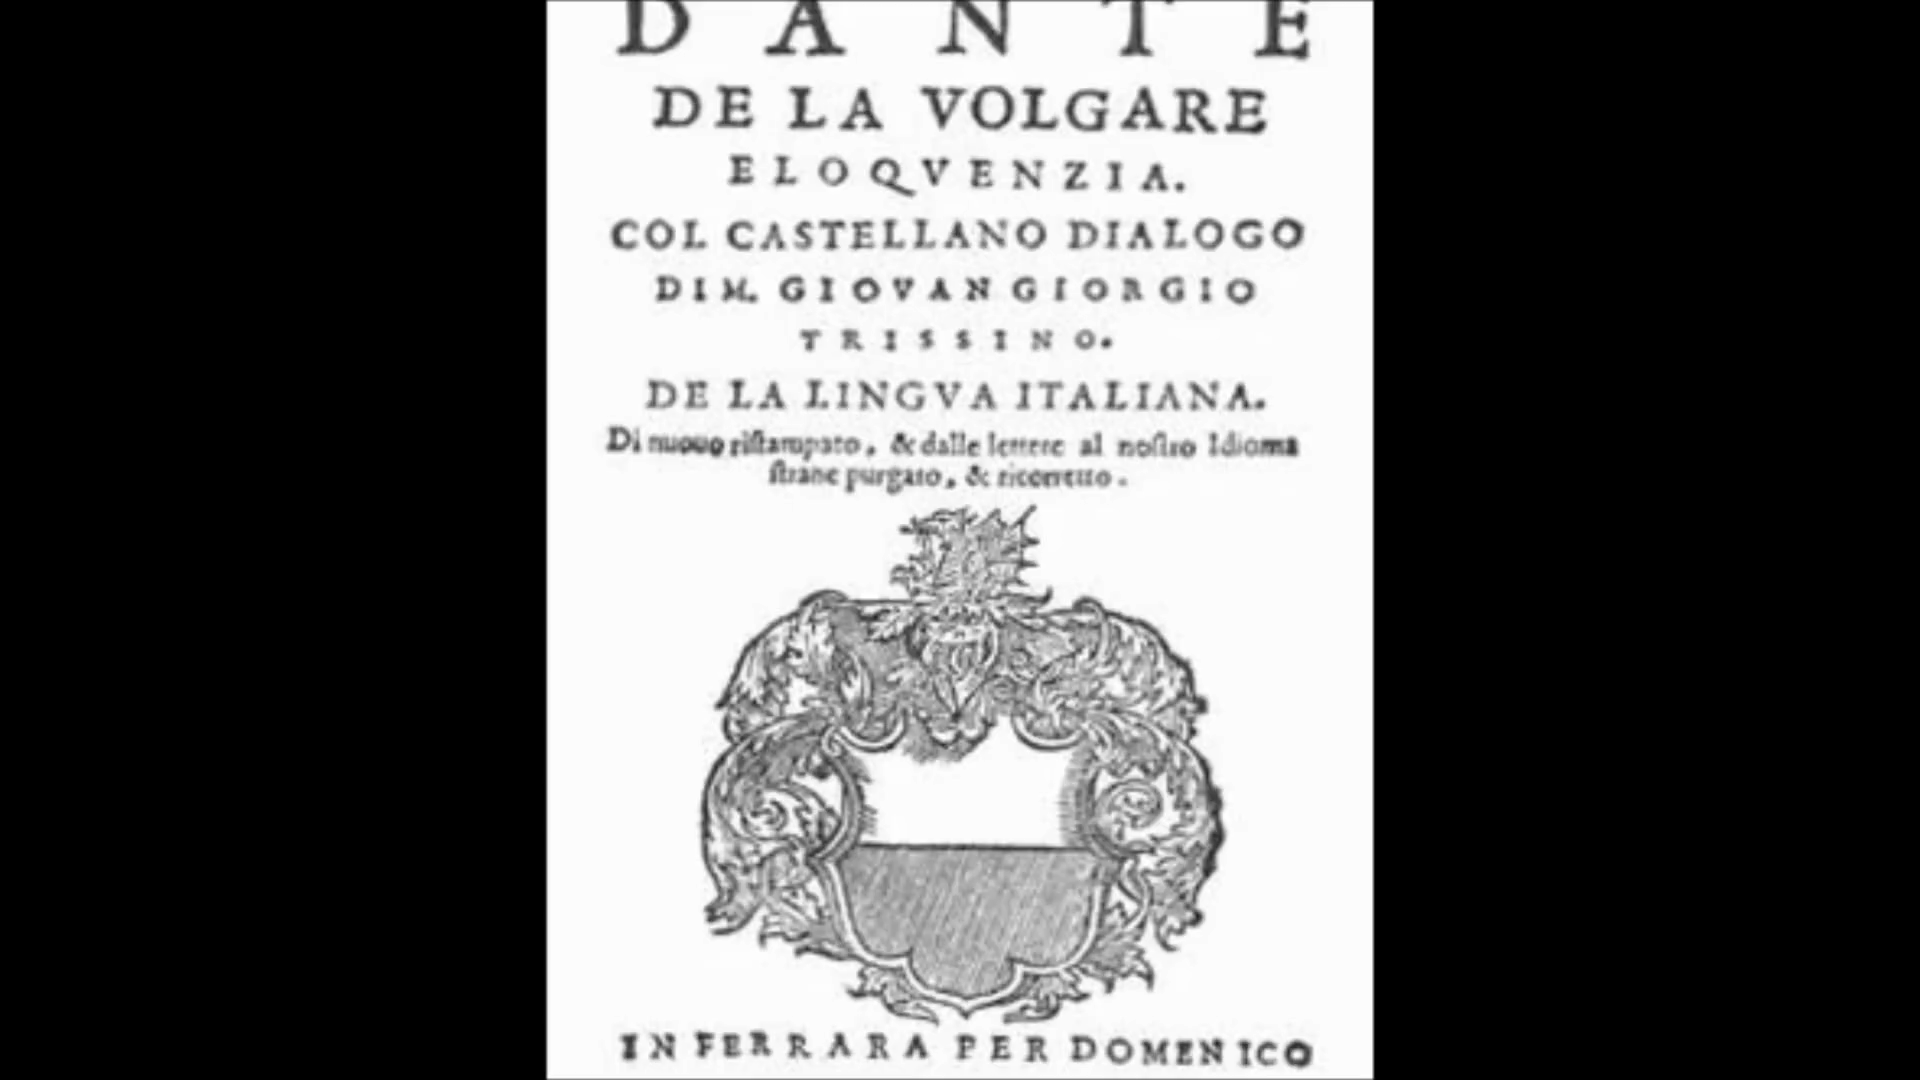 DANTE
DE LA VOLGARE
ELOQVENZIA.
COL CASTELLANO DIALOGO
DI M. GIOVAN GIORGIO
TRISSINO.
DE LA LINGVA ITALIANA.
Di nuouo ristampato, & dalle lettere al nostro Idioma
strane purgato, & ricorretto.
IN FERRARA PER DOMENICO